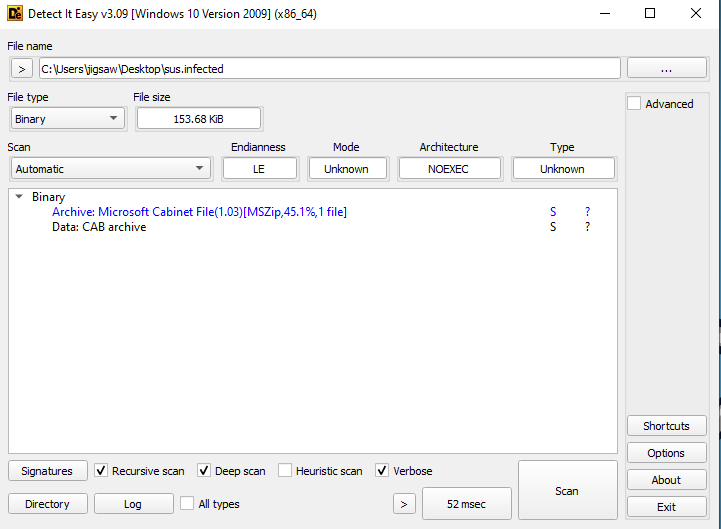 Detect It Easy v3.09 [Windows 10 Version 2009] (x86_64)
File name
> C:\Users\jigsaw\Desktop\sus.infected ...
File type File size
Binary 153.68 KiB Advanced
Scan Endianness Mode Architecture Type
Automatic LE Unknown NOEXEC Unknown
Binary
Archive: Microsoft Cabinet File(1.03)[MSZip,45.1%,1 file] S ?
Data: CAB archive S ?
Shortcuts
Options
Signatures Recursive scan Deep scan Heuristic scan Verbose Scan About
Directory Log All types > 52 msec Exit